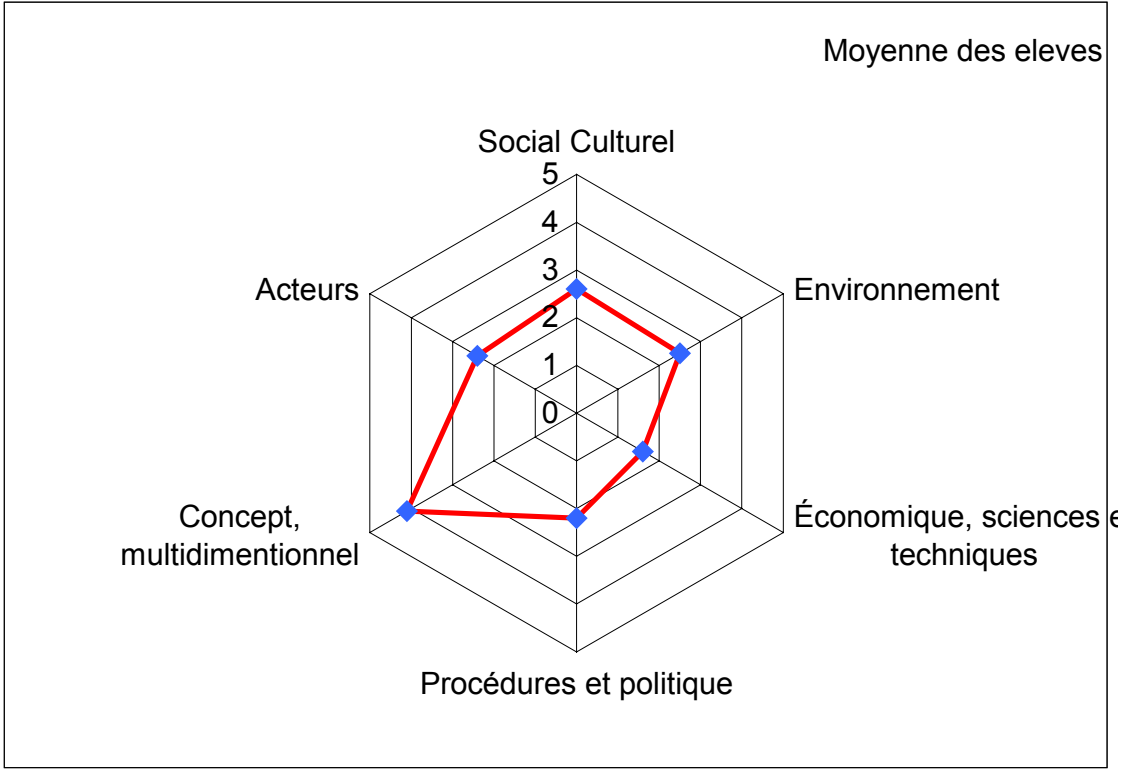 Moyenne des eleves
Social Culturel
5
4
3
2
1
0
Acteurs
Environnement
Concept,
multidimentionnel
Économique, sciences e
techniques
Procédures et politique